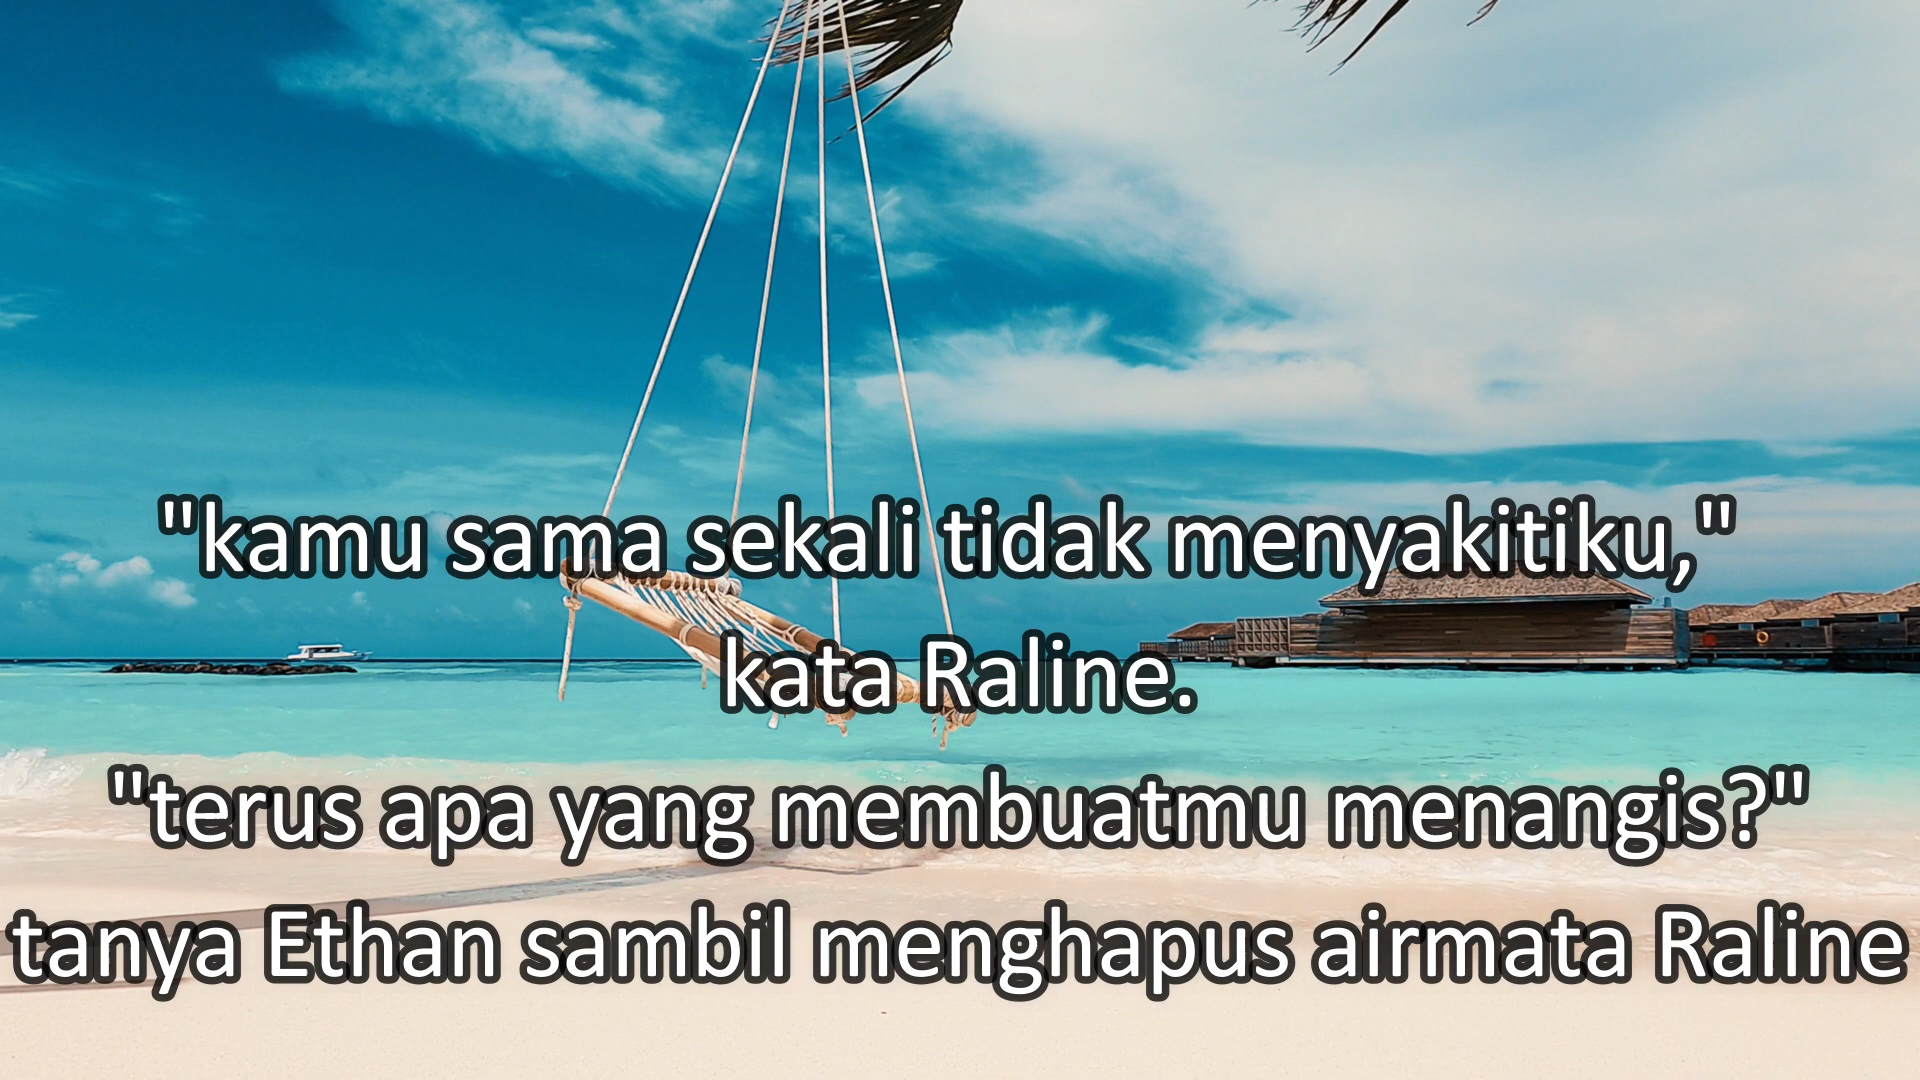 "kamu sama sekali tidak menyakitiku,"
kata Raline.
"terus apa yang membuatmu menangis?"
tanya Ethan sambil menghapus airmata Raline